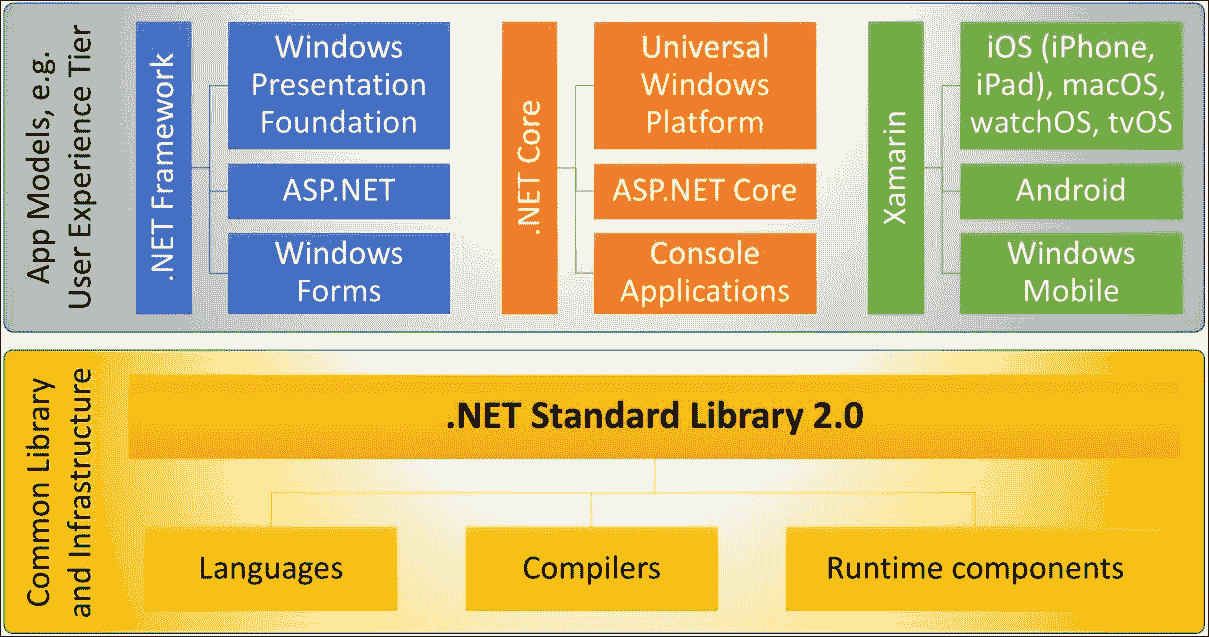 App Models, e.g.
User Experience Tier
.NET Framework
Windows
Presentation
Foundation
ASP.NET
Windows
Forms
.NET Core
Universal
Windows
Platform
ASP.NET Core
Console
Applications
Xamarin
iOS (iPhone,
iPad), macOS,
watchOS, tvOS
Android
Windows
Mobile
Common Library
and Infrastructure
.NET Standard Library 2.0
Languages
Compilers
Runtime components